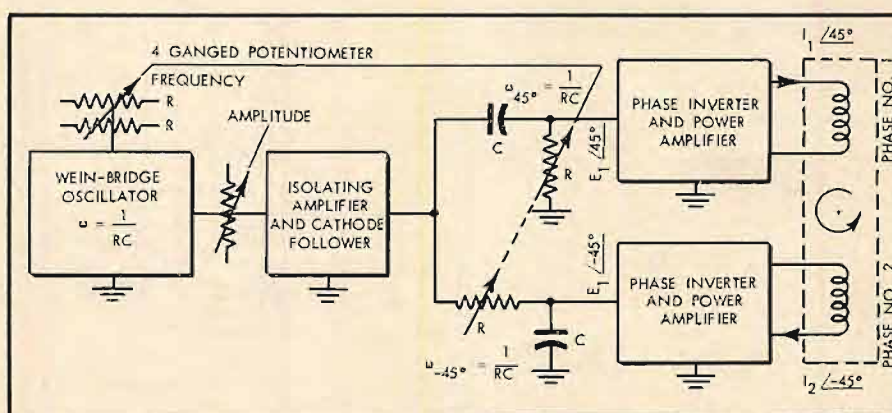 4 GANGED POTENTIOMETER
FREQUENCY
R
R
AMPLITUDE
WEIN-BRIDGE
OSCILLATOR
ω = 1
RC
ISOLATING
AMPLIFIER
AND CATHODE
FOLLOWER
ω45° = 1
RC
C
R
E1 /45°
PHASE INVERTER
AND POWER
AMPLIFIER
I1 /45°
PHASE NO. 1
R
C
ω-45° = 1
RC
E1 /-45°
PHASE INVERTER
AND POWER
AMPLIFIER
PHASE NO. 2
I2 /-45°